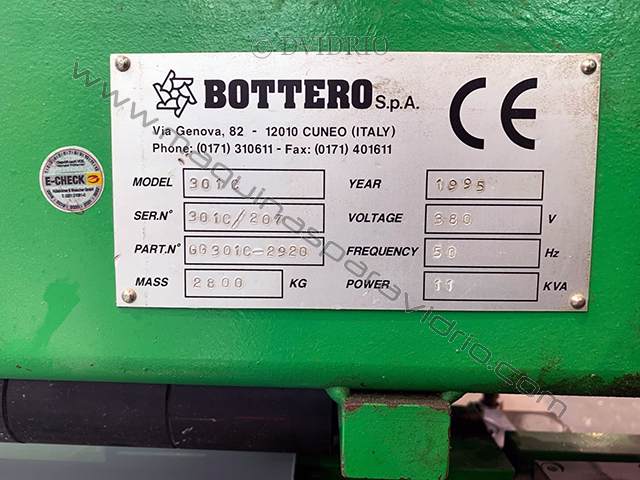 © DVIDRIO
BOTTERO S.p.A.
CE
Via Genova, 82 - 12010 CUNEO (ITALY)
Phone: (0171) 310611 - Fax: (0171) 401611
MODEL 301C YEAR 1995
SER.N° 301C/207 VOLTAGE 380 V
PART.N° GG301C-2920 FREQUENCY 50 Hz
MASS 2800 KG POWER 11 KVA
E-CHECK
www.maquinasparavidrio.com